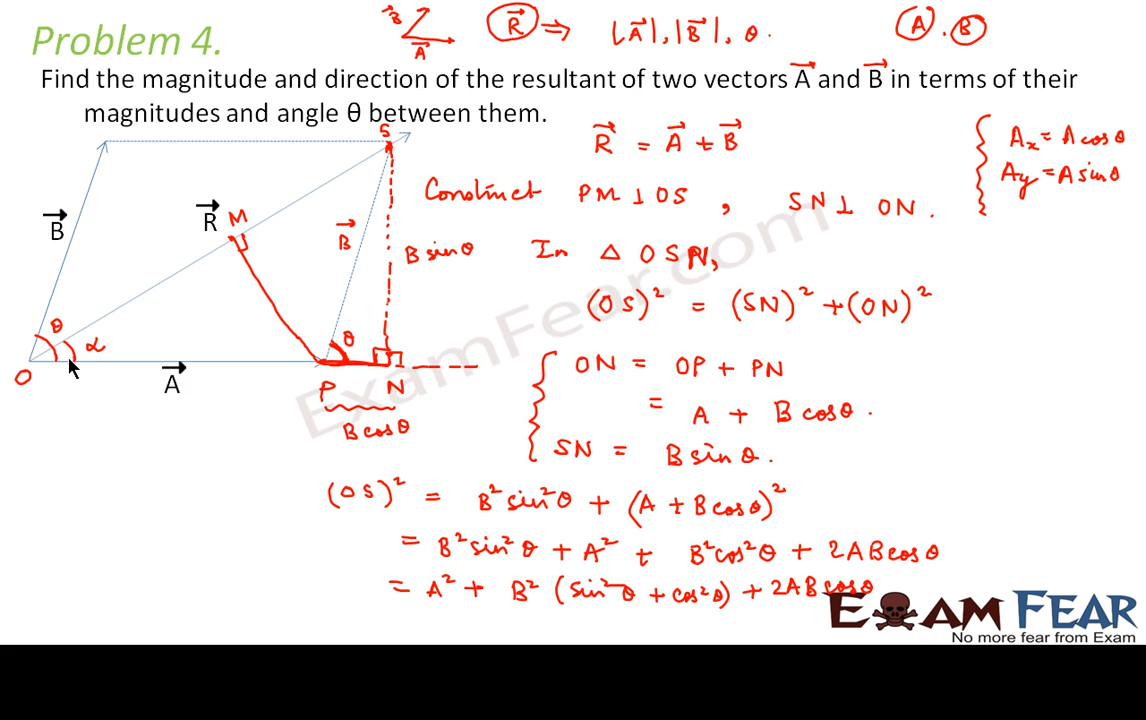 Problem 4.
B⃗
A⃗
R⃗ ⇒ |A⃗|, |B⃗|, θ.
A . B
Find the magnitude and direction of the resultant of two vectors A⃗ and B⃗ in terms of their
magnitudes and angle θ between them.
R⃗ = A⃗ + B⃗
Ax = A cos θ
Ay = A sin θ
Construct PM ⊥ OS , SN ⊥ ON.
S
B⃗
R⃗
M
B⃗
B sin θ
In △ OSN,
(OS)² = (SN)² + (ON)²
θ
α
θ
O
A⃗
P
N
B cos θ
ON = OP + PN
= A + B cos θ.
SN = B sin θ.
(OS)² = B² sin² θ + (A + B cos θ)²
= B² sin² θ + A² + B² cos² θ + 2AB cos θ
= A² + B² (sin² θ + cos² θ) + 2AB cos θ
ExamFear.com
EXAM FEAR
No more fear from Exam